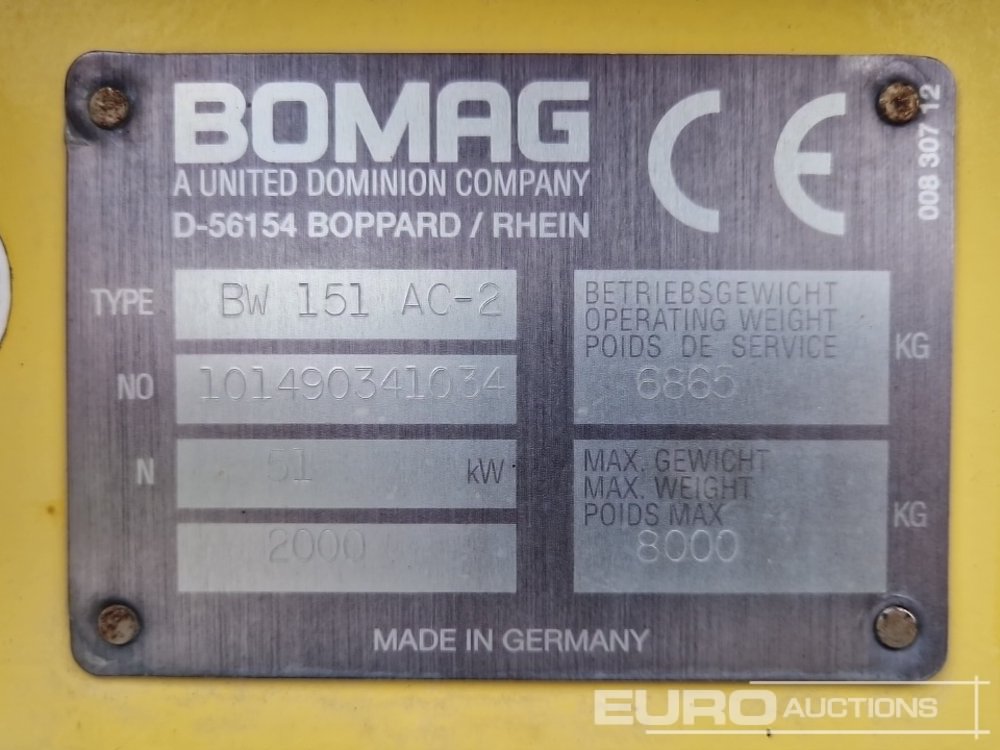 BOMAG
A UNITED DOMINION COMPANY
D-56154 BOPPARD / RHEIN
CE
008 307 12
TYPE BW 151 AC-2
NO 101490341034
N 51 kW
2000
BETRIEBSGEWICHT
OPERATING WEIGHT
POIDS DE SERVICE KG
6865
MAX. GEWICHT
MAX. WEIGHT
POIDS MAX KG
8000
MADE IN GERMANY
EURO AUCTIONS